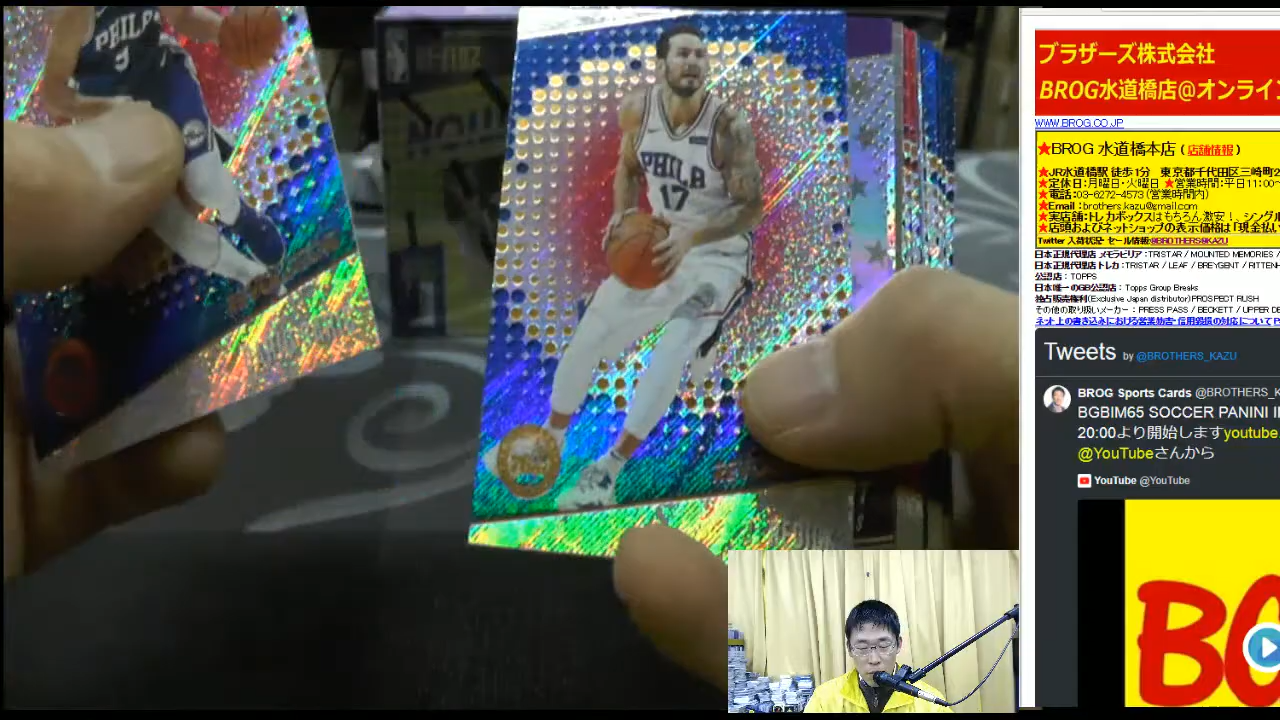 PHILA
PHILA
17
ブラザーズ株式会社
BROG水道橋店@オンライン
WWW.BROG.CO.JP
★BROG 水道橋本店 (店舗情報)
★JR水道橋駅 徒歩1分 東京都千代田区三崎町2
★定休日:月曜日・火曜日 ★営業時間:平日11:00~
★電話:03-6272-4573 (営業時間内)
★Email : brothers.kazu@gmail.com
★実店舗:トレカボックスはもちろん激安!、シングル
★店頭およびネットショップの表示価格は「現金払い
Twitter 入荷状況・セール情報@BROTHERS@KAZU
日本正規代理店 メモラビリア:TRISTAR / MOUNTED MEMORIES /
日本正規代理店 トレカ:TRISTAR / LEAF / BREYGENT / RITTENH
公認店:TOPPS
日本唯一のGB公認店: Topps Group Breaks
独占販売権利(Exclusive Japan distributor)PROSPECT RUSH
その他の取り扱いメーカー:PRESS PASS / BECKETT / UPPER DE
ネット上の書き込みにおける営業妨害・信用毀損の対応について
Tweets by @BROTHERS_KAZU
BROG Sports Cards @BROTHERS_K
BGBIM65 SOCCER PANINI I
20:00より開始しますyoutube
@YouTubeさんから
YouTube @YouTube
BO